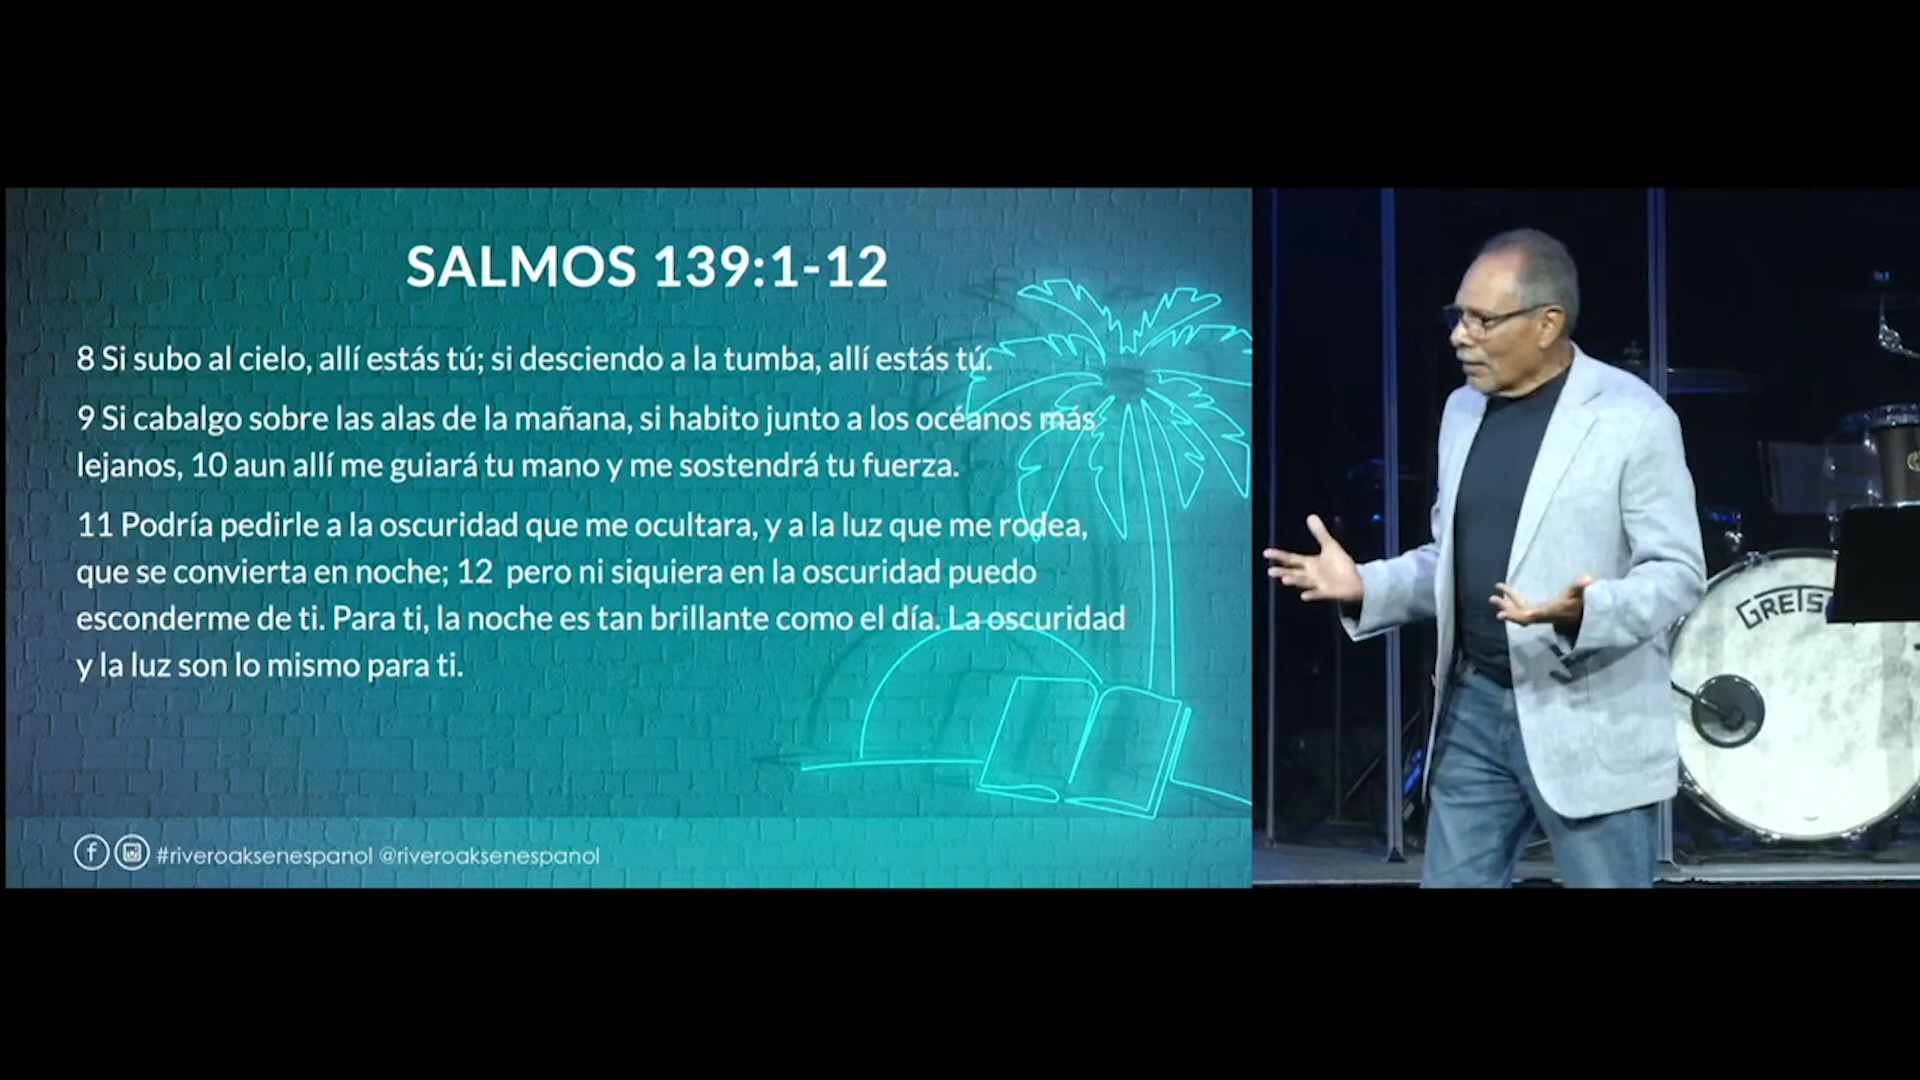 SALMOS 139:1-12
8 Si subo al cielo, allí estás tú; si desciendo a la tumba, allí estás tú.
9 Si cabalgo sobre las alas de la mañana, si habito junto a los océanos más
lejanos, 10 aun allí me guiará tu mano y me sostendrá tu fuerza.
11 Podría pedirle a la oscuridad que me ocultara, y a la luz que me rodea,
que se convierta en noche; 12 pero ni siquiera en la oscuridad puedo
esconderme de ti. Para ti, la noche es tan brillante como el día. La oscuridad
y la luz son lo mismo para ti.
#riveroaksenespanol @riveroaksenespanol